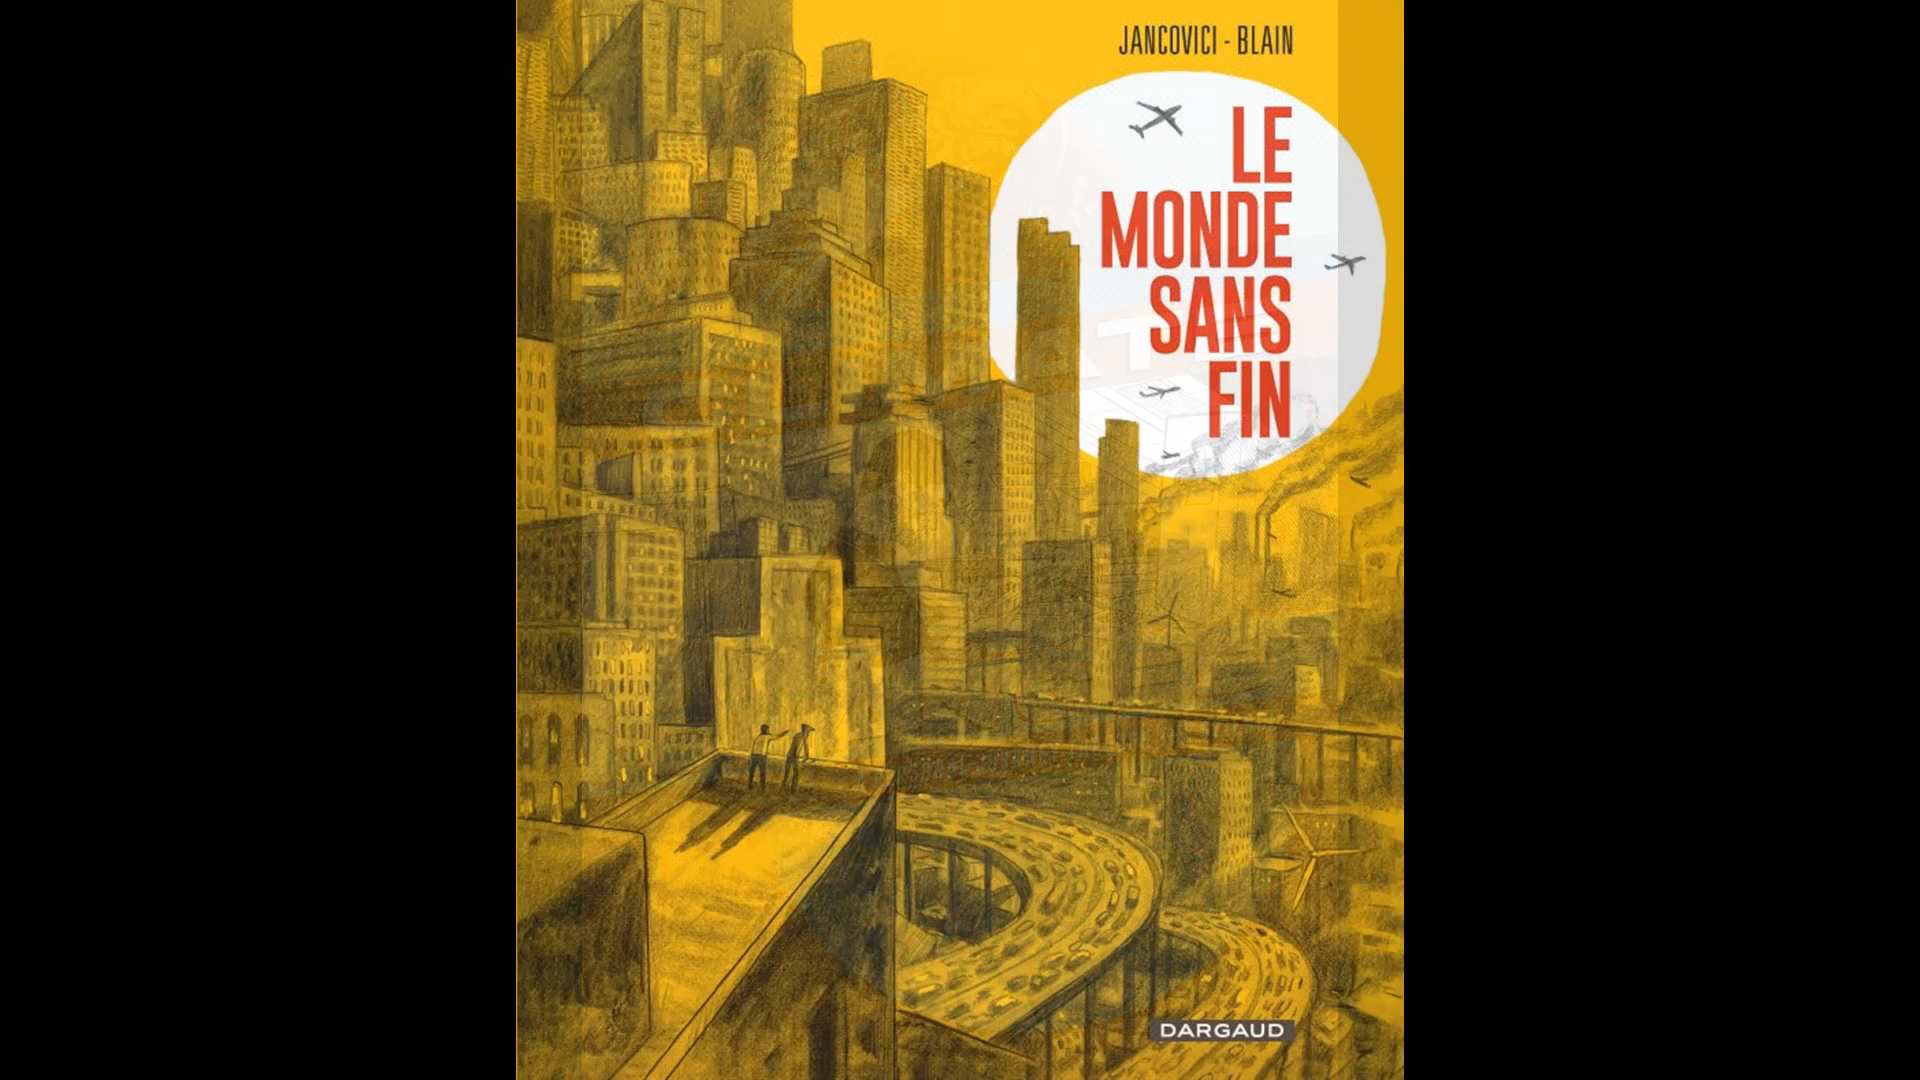 JANCOVICI - BLAIN
LE
MONDE
SANS
FIN
DARGAUD